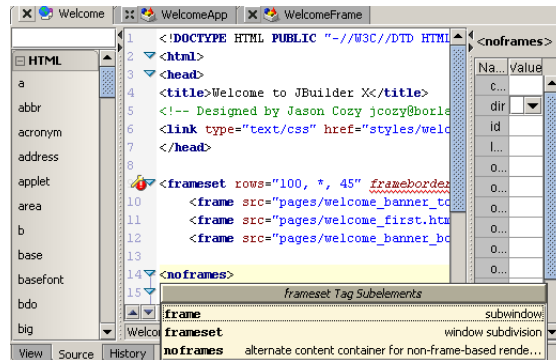 Welcome WelcomeApp WelcomeFrame
HTML
a
abbr
acronym
address
applet
area
b
base
basefont
bdo
big
1 <!DOCTYPE HTML PUBLIC "-//W3C//DTD HTML
2 <html>
3 <head>
4 <title>Welcome to JBuilder X</title>
5 <!-- Designed by Jason Cozy jcozy@borla
6 <link type="text/css" href="styles/welc
7 </head>
8
<frameset rows="100, *, 45" frameborder
10 <frame src="pages/welcome_banner_to
11 <frame src="pages/welcome_first.htm
12 <frame src="pages/welcome_banner_bo
13
14 <noframes>
15
frameset Tag Subelements
frame subwindow
frameset window subdivision
noframes alternate content container for non-frame-based rende...
Welco
<noframes>
Na... Value
c...
dir
id
l...
o...
o...
o...
o...
o...
View Source History